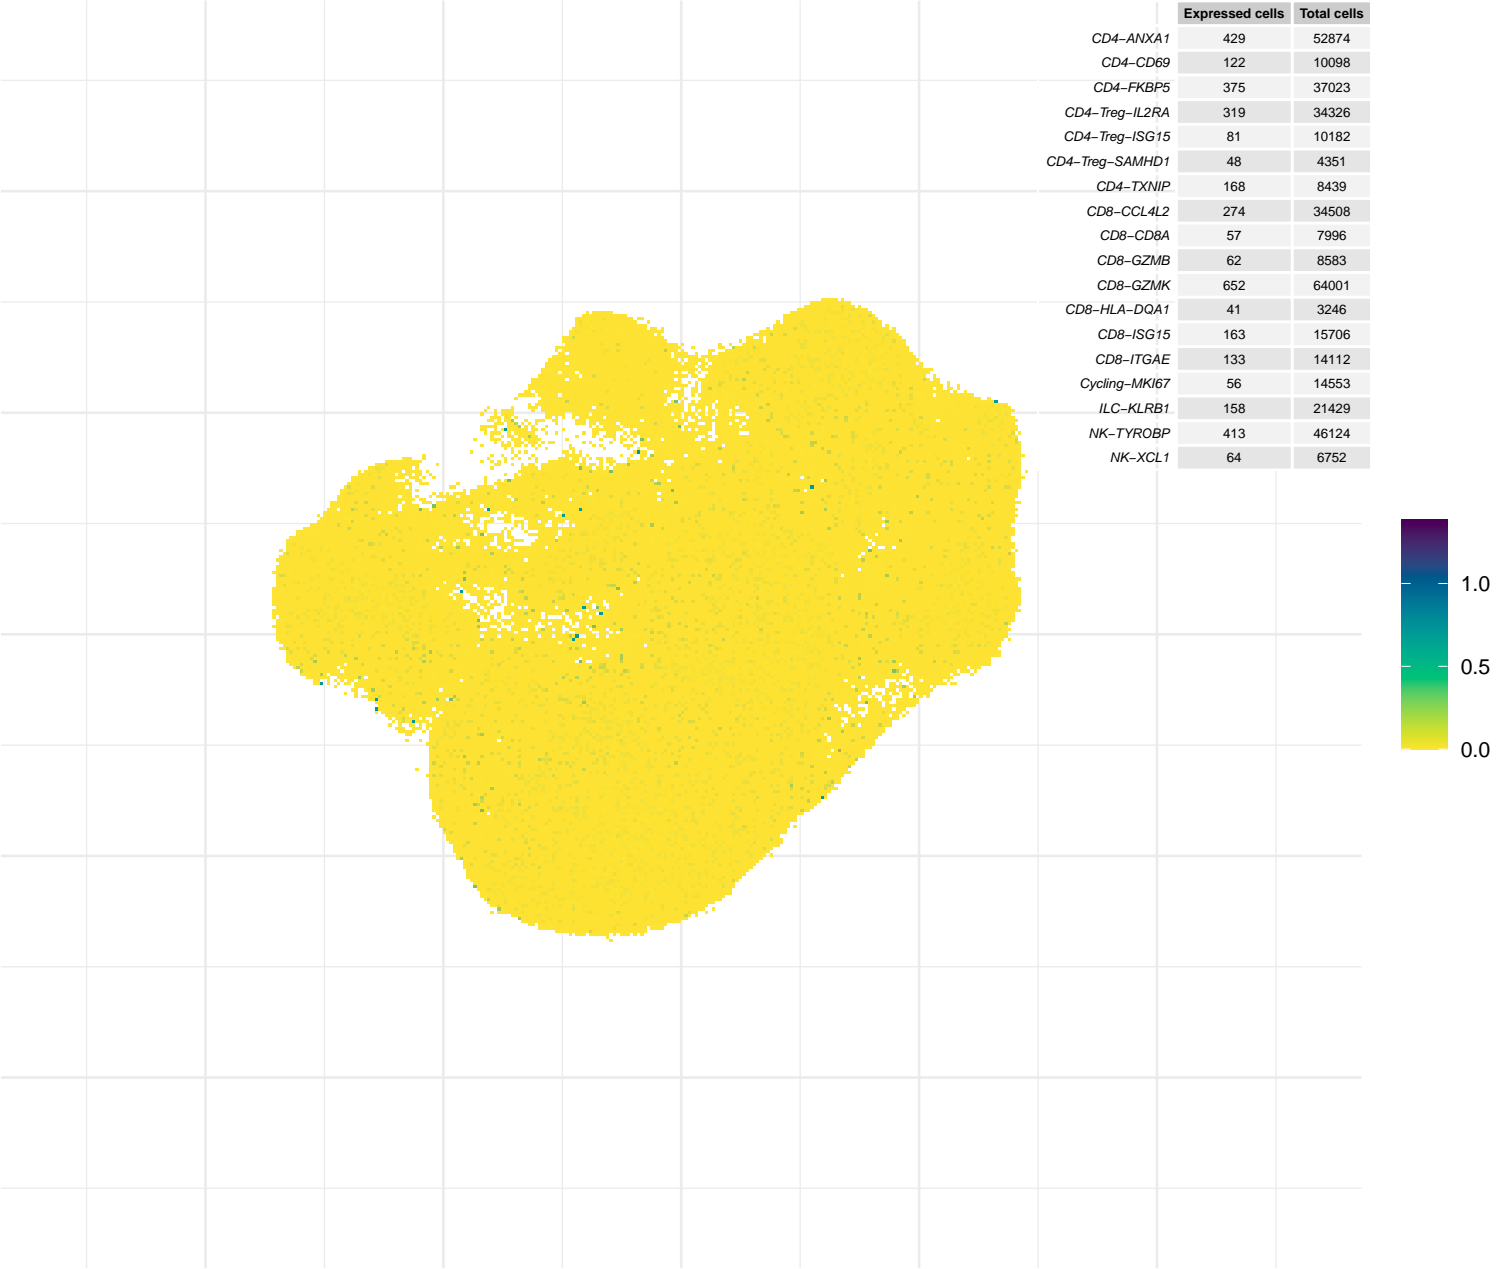 Expressed cells Total cells
CD4−ANXA1 429 52874
CD4−CD69 122 10098
CD4−FKBP5 375 37023
CD4−Treg−IL2RA 319 34326
CD4−Treg−ISG15 81 10182
CD4−Treg−SAMHD1 48 4351
CD4−TXNIP 168 8439
CD8−CCL4L2 274 34508
CD8−CD8A 57 7996
CD8−GZMB 62 8583
CD8−GZMK 652 64001
CD8−HLA−DQA1 41 3246
CD8−ISG15 163 15706
CD8−ITGAE 133 14112
Cycling−MKI67 56 14553
ILC−KLRB1 158 21429
NK−TYROBP 413 46124
NK−XCL1 64 6752
1.0
0.5
0.0